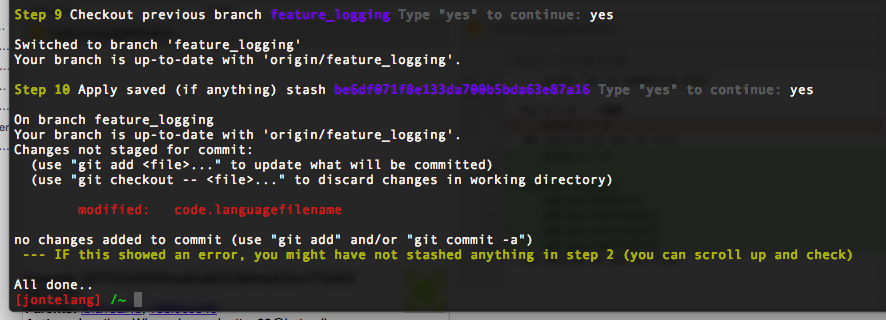 Step 9 Checkout previous branch feature_logging Type "yes" to continue: yes
Switched to branch 'feature_logging'
Your branch is up-to-date with 'origin/feature_logging'.
Step 10 Apply saved (if anything) stash be6df071f8e133da700b5bda63e87a16 Type "yes" to continue: yes
On branch feature_logging
Your branch is up-to-date with 'origin/feature_logging'.
Changes not staged for commit:
(use "git add <file>..." to update what will be committed)
(use "git checkout -- <file>..." to discard changes in working directory)
modified: code.languagefilename
no changes added to commit (use "git add" and/or "git commit -a")
--- IF this showed an error, you might have not stashed anything in step 2 (you can scroll up and check)
All done..
[jontelang] /~